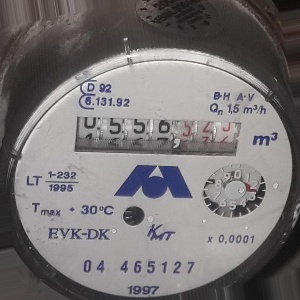 D 92
6.131.92
B-H A-V
Qn 1,5 m³/h
m³
LT 1-232
1995
Tmax + 30°C
EVK-DK
x 0,0001
04 465127
1997